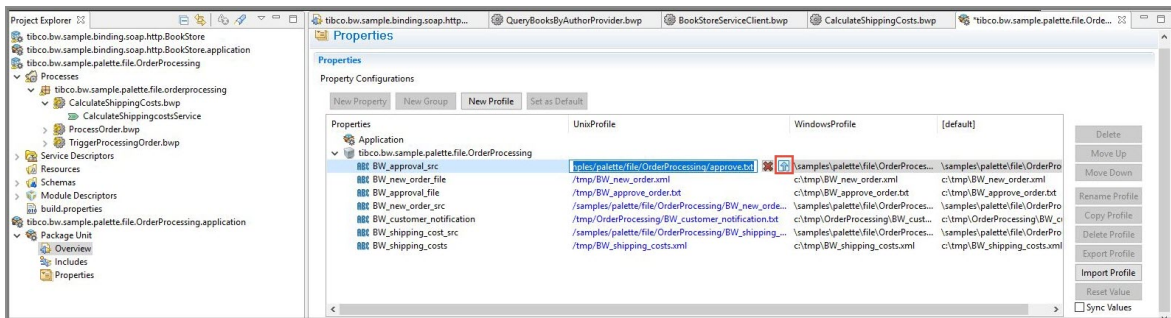 Project Explorer
tibco.bw.sample.binding.soap.http.BookStore
tibco.bw.sample.binding.soap.http.BookStore.application
tibco.bw.sample.palette.file.OrderProcessing
Processes
tibco.bw.sample.palette.file.orderprocessing
CalculateShippingCosts.bwp
CalculateShippingcostsService
ProcessOrder.bwp
TriggerProcessingOrder.bwp
Service Descriptors
Resources
Schemas
Module Descriptors
build.properties
tibco.bw.sample.palette.file.OrderProcessing.application
Package Unit
Overview
Includes
Properties
tibco.bw.sample.binding.soap.http... QueryBooksByAuthorProvider.bwp BookStoreServiceClient.bwp CalculateShippingCosts.bwp *tibco.bw.sample.palette.file.Orde...
Properties
Properties
Property Configurations
New Property New Group New Profile Set as Default
Properties UnixProfile WindowsProfile [default]
Application
tibco.bw.sample.palette.file.OrderProcessing
ABC BW_approval_src nples/palette/file/OrderProcessing/approve.txt \samples\palette\file\OrderProces... \samples\palette\file\OrderPro
ABC BW_new_order_file /tmp/BW_new_order.xml c:\tmp\BW_new_order.xml c:\tmp\BW_new_order.xml
ABC BW_approval_file /tmp/BW_approve_order.txt c:\tmp\BW_approve_order.txt c:\tmp\BW_approve_order.txt
ABC BW_new_order_src /samples/palette/file/OrderProcessing/BW_new_orde... \samples\palette\file\OrderProces... \samples\palette\file\OrderPro
ABC BW_customer_notification /tmp/OrderProcessing/BW_customer_notification.txt c:\tmp\OrderProcessing\BW_cust... c:\tmp\OrderProcessing\BW_c
ABC BW_shipping_cost_src /samples/palette/file/OrderProcessing/BW_shipping_... \samples\palette\file\OrderProces... \samples\palette\file\OrderPro
ABC BW_shipping_costs /tmp/BW_shipping_costs.xml c:\tmp\BW_shipping_costs.xml c:\tmp\BW_shipping_costs.xml
Delete
Move Up
Move Down
Rename Profile
Copy Profile
Delete Profile
Export Profile
Import Profile
Reset Value
Sync Values